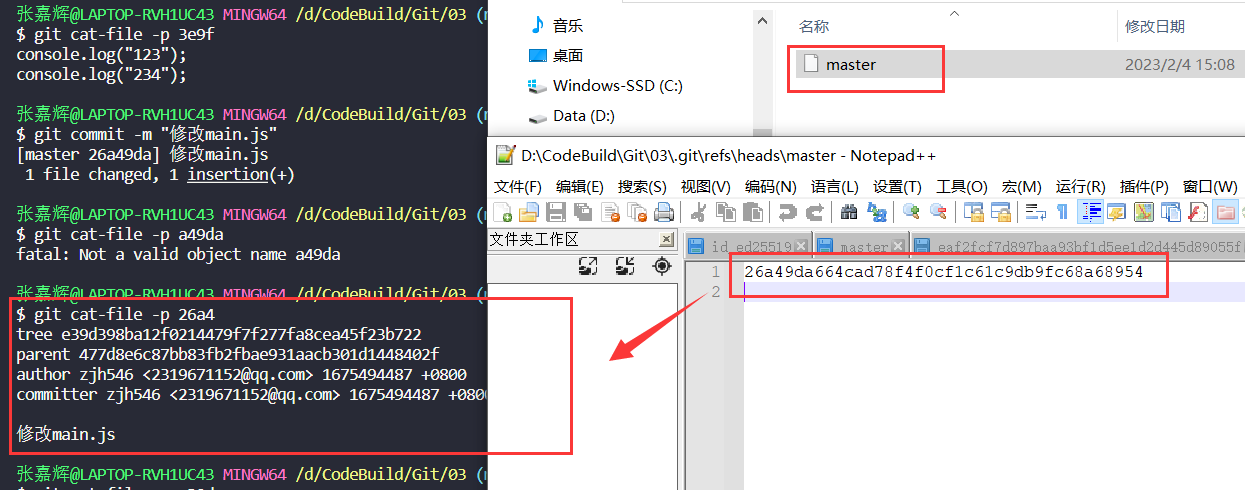 张嘉辉@LAPTOP-RVH1UC43 MINGW64 /d/CodeBuild/Git/03 (
$ git cat-file -p 3e9f
console.log("123");
console.log("234");
张嘉辉@LAPTOP-RVH1UC43 MINGW64 /d/CodeBuild/Git/03 (
$ git commit -m "修改main.js"
[master 26a49da] 修改main.js
1 file changed, 1 insertion(+)
张嘉辉@LAPTOP-RVH1UC43 MINGW64 /d/CodeBuild/Git/03 (
$ git cat-file -p a49da
fatal: Not a valid object name a49da
张嘉辉@LAPTOP-RVH1UC43 MINGW64 /d/CodeBuild/Git/03 (
$ git cat-file -p 26a4
tree e39d398ba12f0214479f7f277fa8cea45f23b722
parent 477d8e6c87bb83fb2fbae931aacb301d1448402f
author zjh546 <2319671152@qq.com> 1675494487 +0800
committer zjh546 <2319671152@qq.com> 1675494487 +0800
修改main.js
张嘉辉@LAPTOP-RVH1UC43 MINGW64 /d/CodeBuild/Git/03 (
音乐
桌面
Windows-SSD (C:)
Data (D:)
名称
修改日期
master
2023/2/4 15:08
D:\CodeBuild\Git\03\.git\refs\heads\master - Notepad++
文件(F) 编辑(E) 搜索(S) 视图(V) 编码(N) 语言(L) 设置(T) 工具(O) 宏(M) 运行(R) 插件(P) 窗口(W)
文件夹工作区
id_ed25519
master
eaf2fcf7d897baa93bf1d5ee1d2d445d89055f
1 26a49da664cad78f4f0cf1c61c9db9fc68a68954
2